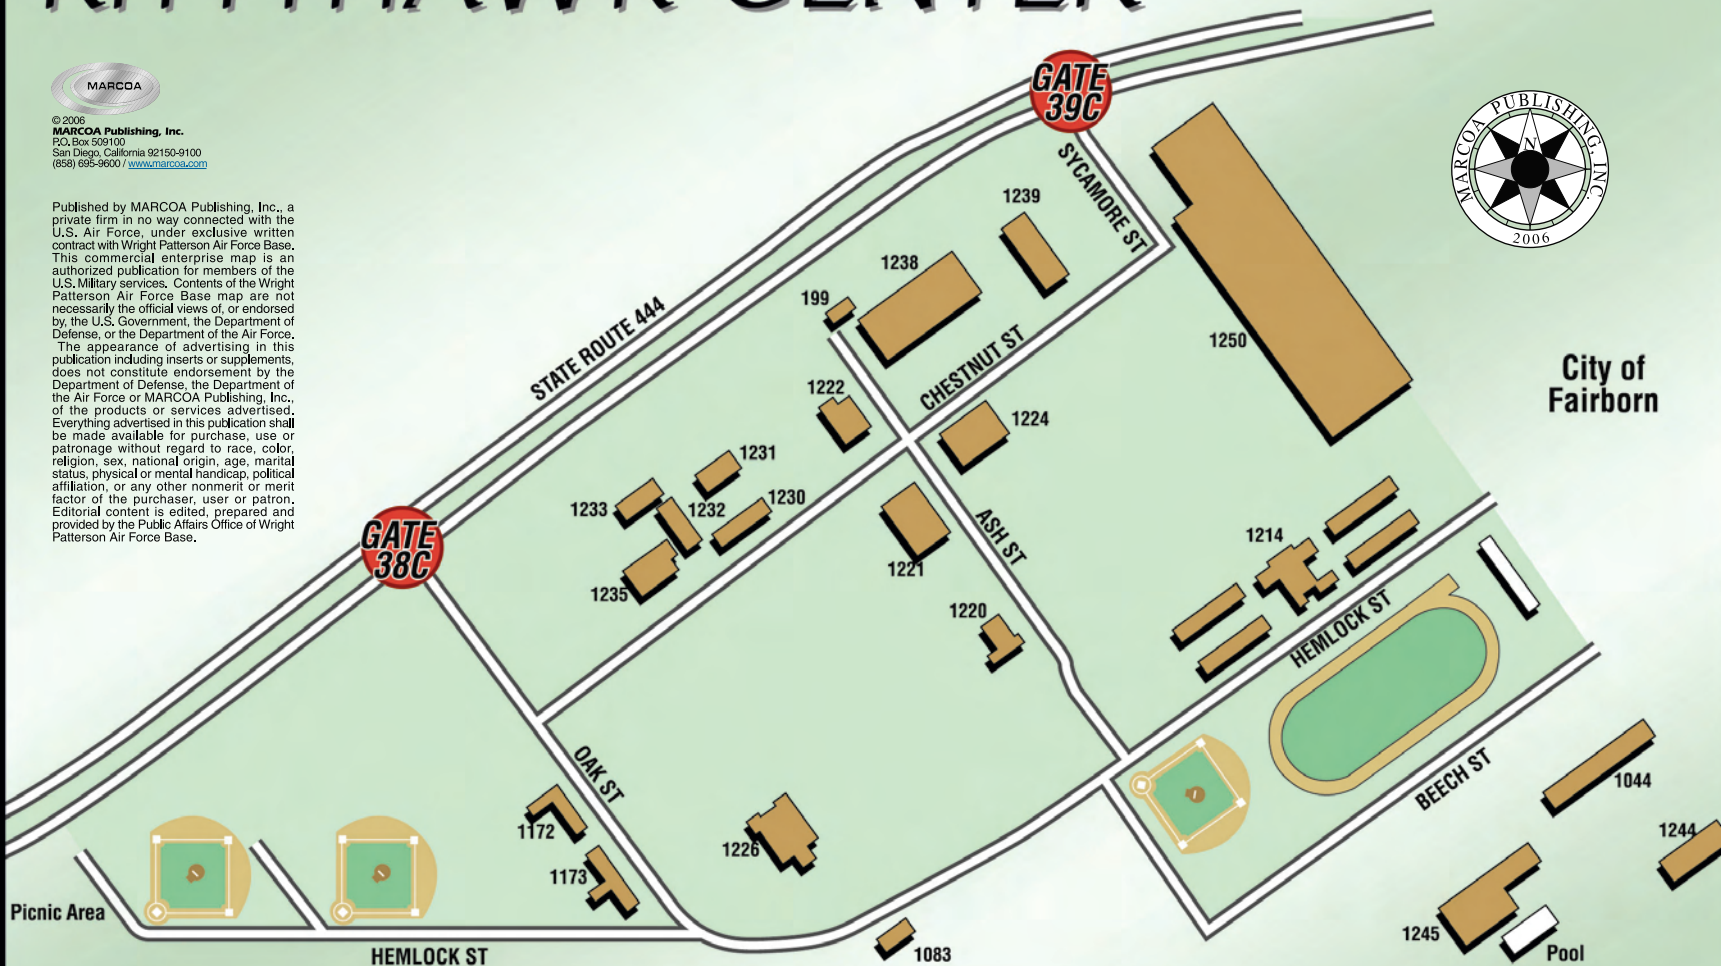 KITTYHAWK CENTER
MARCOA
© 2006
MARCOA Publishing, Inc.
P.O. Box 509100
San Diego, California 92150-9100
(858) 695-9600 / www.marcoa.com
Published by MARCOA Publishing, Inc., a
private firm in no way connected with the
U.S. Air Force, under exclusive written
contract with Wright Patterson Air Force Base.
This commercial enterprise map is an
authorized publication for members of the
U.S. Military services. Contents of the Wright
Patterson Air Force Base map are not
necessarily the official views of, or endorsed
by, the U.S. Government, the Department of
Defense, or the Department of the Air Force.
The appearance of advertising in this
publication including inserts or supplements,
does not constitute endorsement by the
Department of Defense, the Department of
the Air Force or MARCOA Publishing, Inc.,
of the products or services advertised.
Everything advertised in this publication shall
be made available for purchase, use or
patronage without regard to race, color,
religion, sex, national origin, age, marital
status, physical or mental handicap, political
affiliation, or any other nonmerit or merit
factor of the purchaser, user or patron.
Editorial content is edited, prepared and
provided by the Public Affairs Office of Wright
Patterson Air Force Base.
GATE
39C
MARCOA PUBLISHING, INC.
N
2006
SYCAMORE ST
1239
1238
199
STATE ROUTE 444
CHESTNUT ST
1250
City of
Fairborn
1222
1224
1231
1233
1232
1230
GATE
38C
1235
1221
ASH ST
1214
1220
HEMLOCK ST
OAK ST
BEECH ST
1044
1172
1226
1173
1244
Picnic Area
1245
HEMLOCK ST
1083
Pool